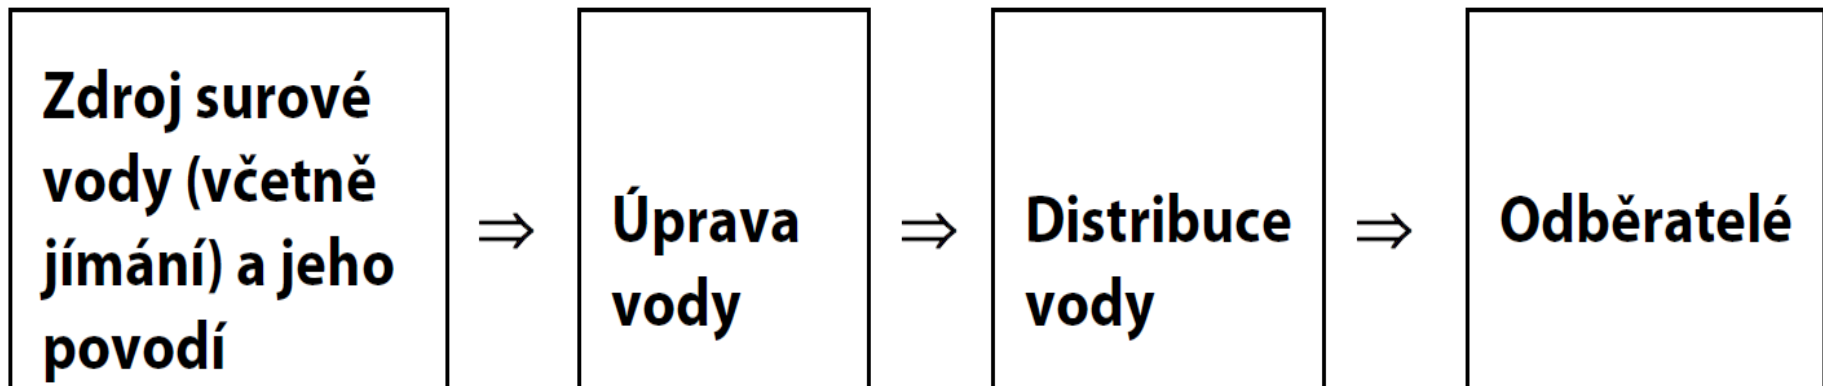 Zdroj surové
vody (včetně
jímání) a jeho
povodí
⇒
Úprava
vody
⇒
Distribuce
vody
⇒
Odběratelé